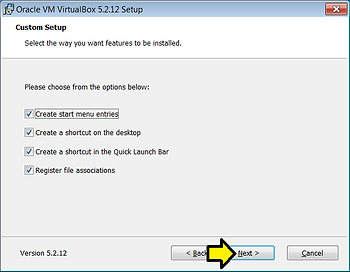 Oracle VM VirtualBox 5.2.12 Setup
Custom Setup
Select the way you want features to be installed.
Please choose from the options below:
Create start menu entries
Create a shortcut on the desktop
Create a shortcut in the Quick Launch Bar
Register file associations
Version 5.2.12
< Back
Next >
Cancel